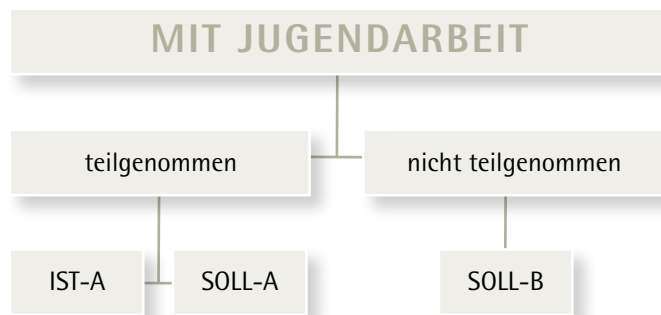 MIT JUGENDARBEIT
teilgenommen
nicht teilgenommen
IST-A
SOLL-A
SOLL-B